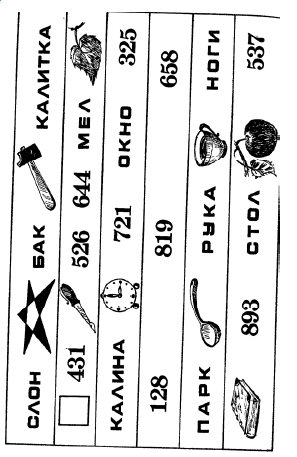 СЛОН БАК КАЛИТКА
431 526 644 МЕЛ
КАЛИНА 721 ОКНО 325
128 819 658
ПАРК РУКА НОГИ
893 СТОЛ 537